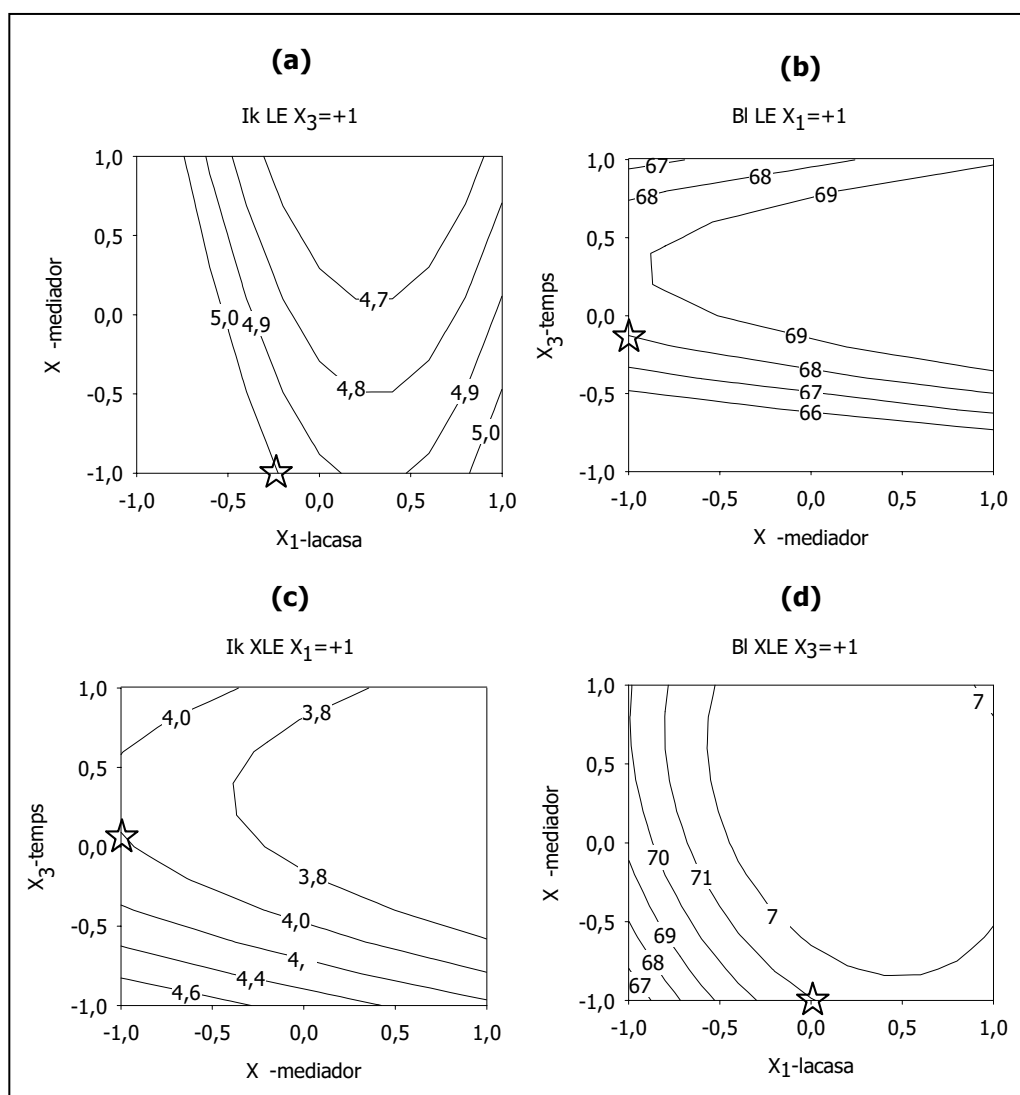 (a)
Ik LE X3=+1
1,0
0,5
0,0
-0,5
-1,0
X -mediador
5,0
4,9
4,8
4,7
4,9
5,0
-1,0 -0,5 0,0 0,5 1,0
X1-lacasa
(b)
Bl LE X1=+1
1,0
0,5
0,0
-0,5
-1,0
X3-temps
67
68
68
69
69
68
67
66
-1,0 -0,5 0,0 0,5 1,0
X -mediador
(c)
Ik XLE X1=+1
1,0
0,5
0,0
-0,5
-1,0
X3-temps
4,0
3,8
3,8
4,0
4,
4,4
4,6
-1,0 -0,5 0,0 0,5 1,0
X -mediador
(d)
Bl XLE X3=+1
1,0
0,5
0,0
-0,5
-1,0
X -mediador
7
70
71
7
69
68
67
-1,0 -0,5 0,0 0,5 1,0
X1-lacasa